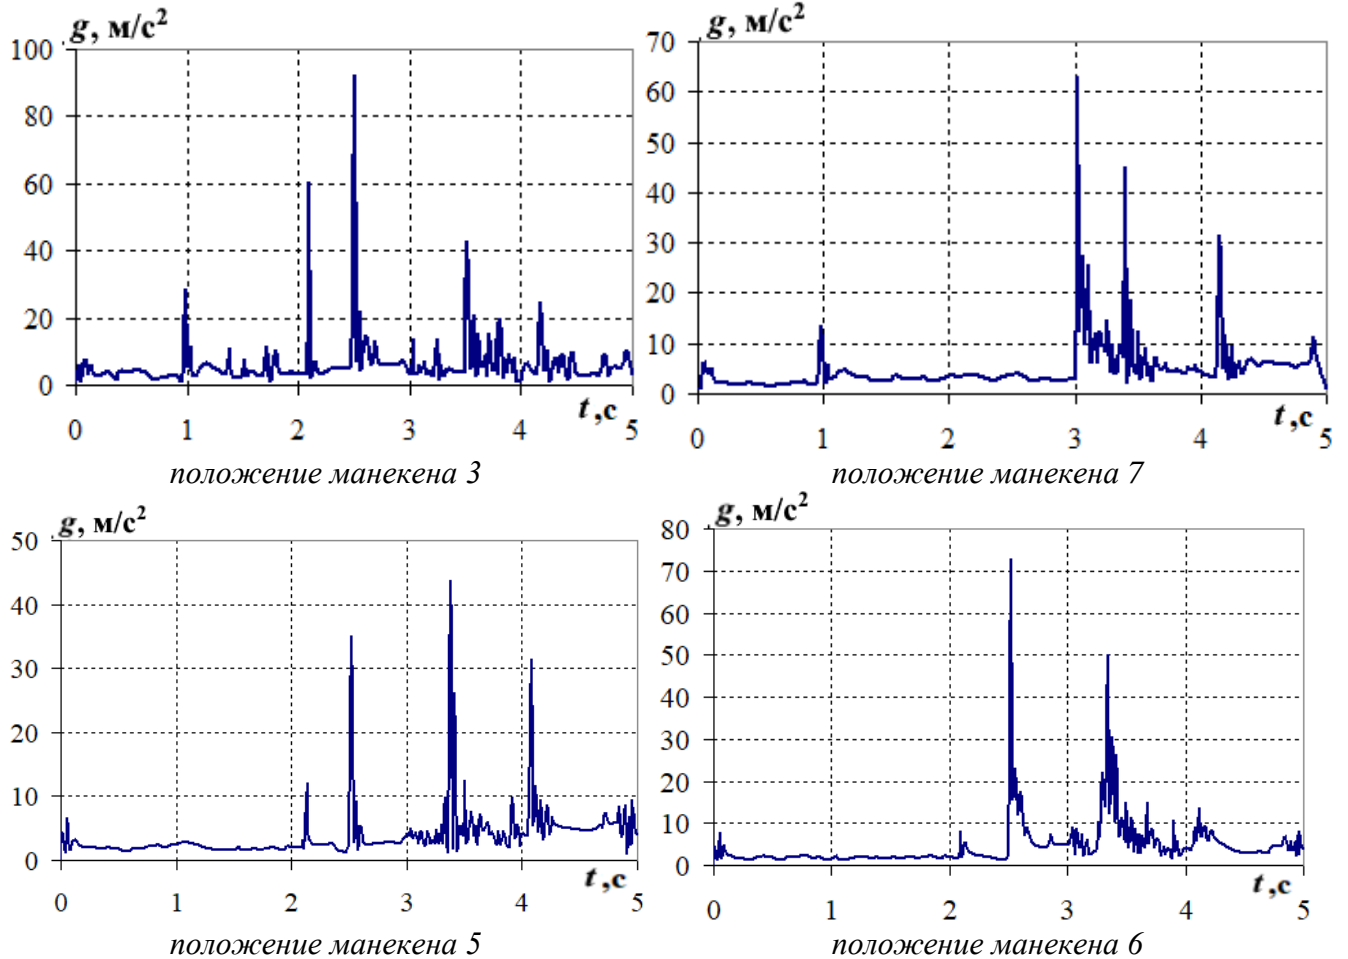 g, м/с²
100
80
60
40
20
0
0 1 2 3 4 5
t ,с
положение манекена 3
g, м/с²
70
60
50
40
30
20
10
0
0 1 2 3 4 5
t ,с
положение манекена 7
g, м/с²
50
40
30
20
10
0
0 1 2 3 4 5
t ,с
положение манекена 5
g, м/с²
80
70
60
50
40
30
20
10
0
0 1 2 3 4 5
t ,с
положение манекена 6